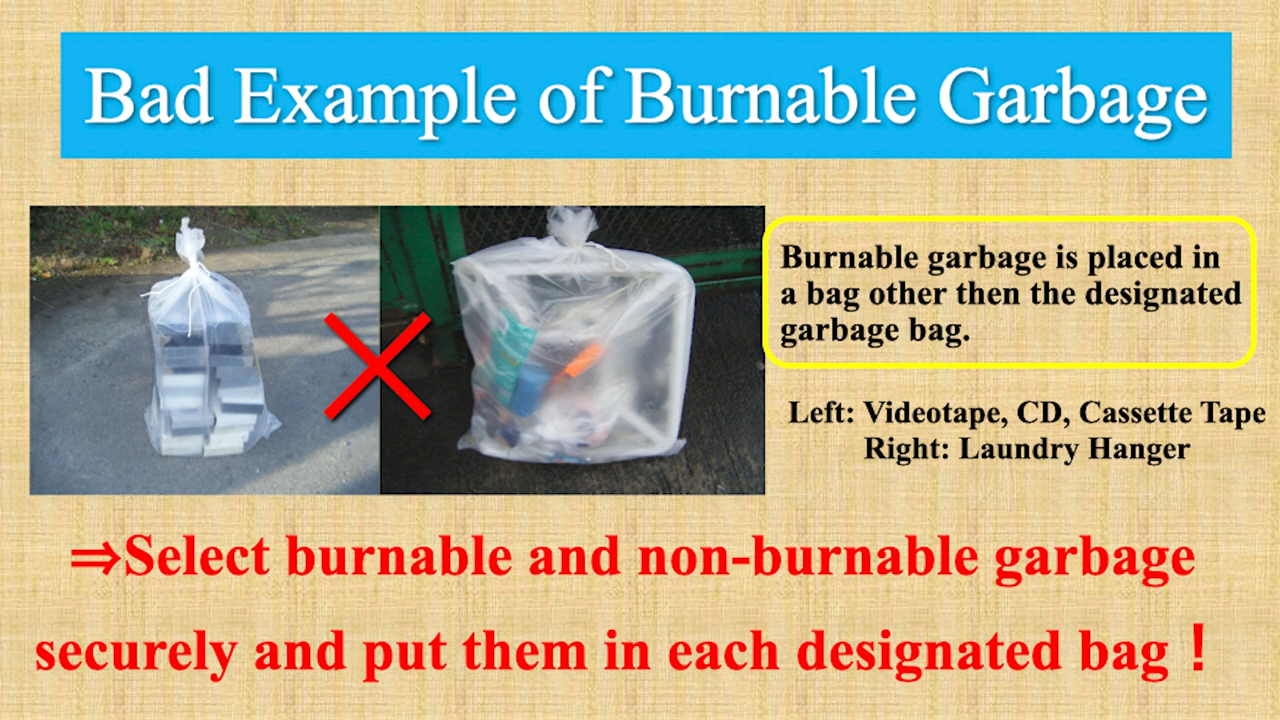 Bad Example of Burnable Garbage
Burnable garbage is placed in
a bag other then the designated
garbage bag.
Left: Videotape, CD, Cassette Tape
Right: Laundry Hanger
⇒Select burnable and non-burnable garbage
securely and put them in each designated bag！